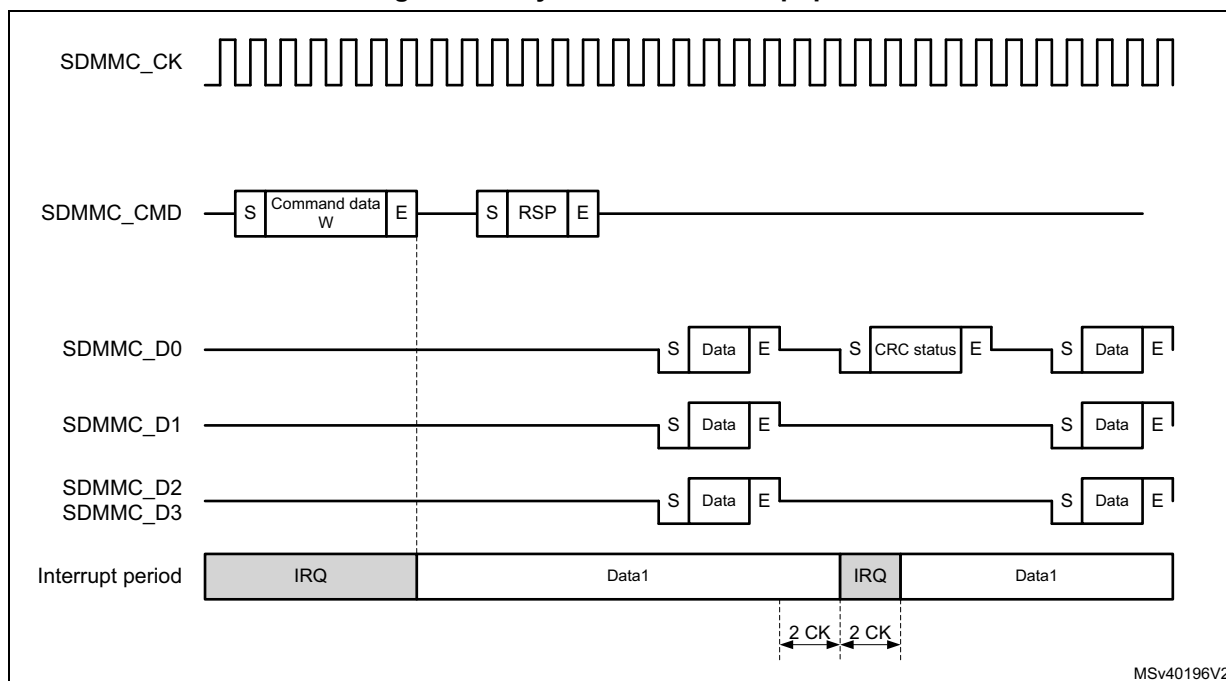 SDMMC_CK
SDMMC_CMD
S
Command data
W
E
S
RSP
E
SDMMC_D0
S
Data
E
S
CRC status
E
S
Data
E
SDMMC_D1
S
Data
E
S
Data
E
SDMMC_D2
SDMMC_D3
S
Data
E
S
Data
E
Interrupt period
IRQ
Data1
IRQ
Data1
2 CK
2 CK
MSv40196V2